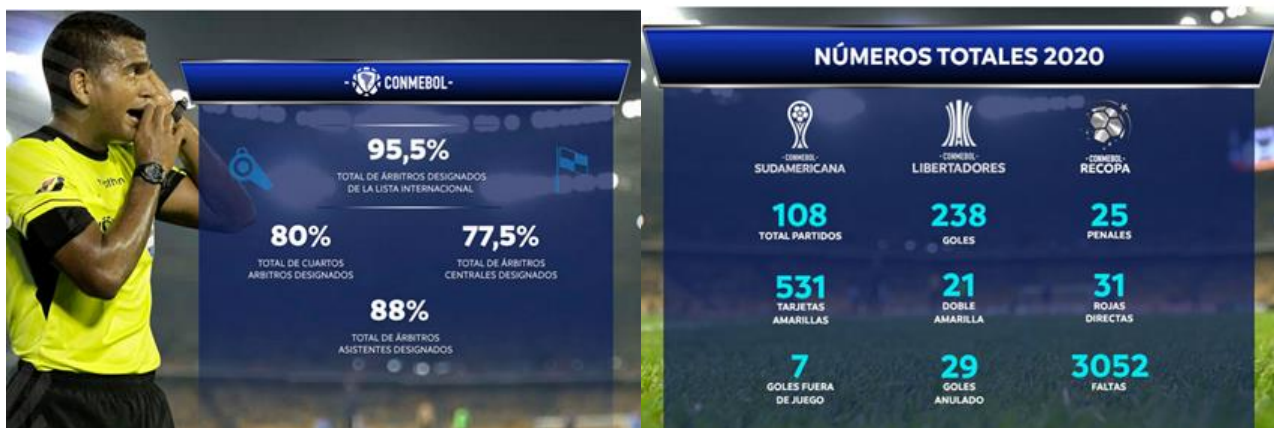 -CONMEBOL-
95,5%
TOTAL DE ÁRBITROS DESIGNADOS
DE LA LISTA INTERNACIONAL
80%
TOTAL DE CUARTOS
ARBITROS DESIGNADOS
77,5%
TOTAL DE ÁRBITROS
CENTRALES DESIGNADOS
88%
TOTAL DE ÁRBITROS
ASISTENTES DESIGNADOS
NÚMEROS TOTALES 2020
-CONMEBOL-
SUDAMERICANA
-CONMEBOL-
LIBERTADORES
-CONMEBOL-
RECOPA
108
TOTAL PARTIDOS
238
GOLES
25
PENALES
531
TARJETAS
AMARILLAS
21
DOBLE
AMARILLA
31
ROJAS
DIRECTAS
7
GOLES FUERA
DE JUEGO
29
GOLES
ANULADO
3052
FALTAS